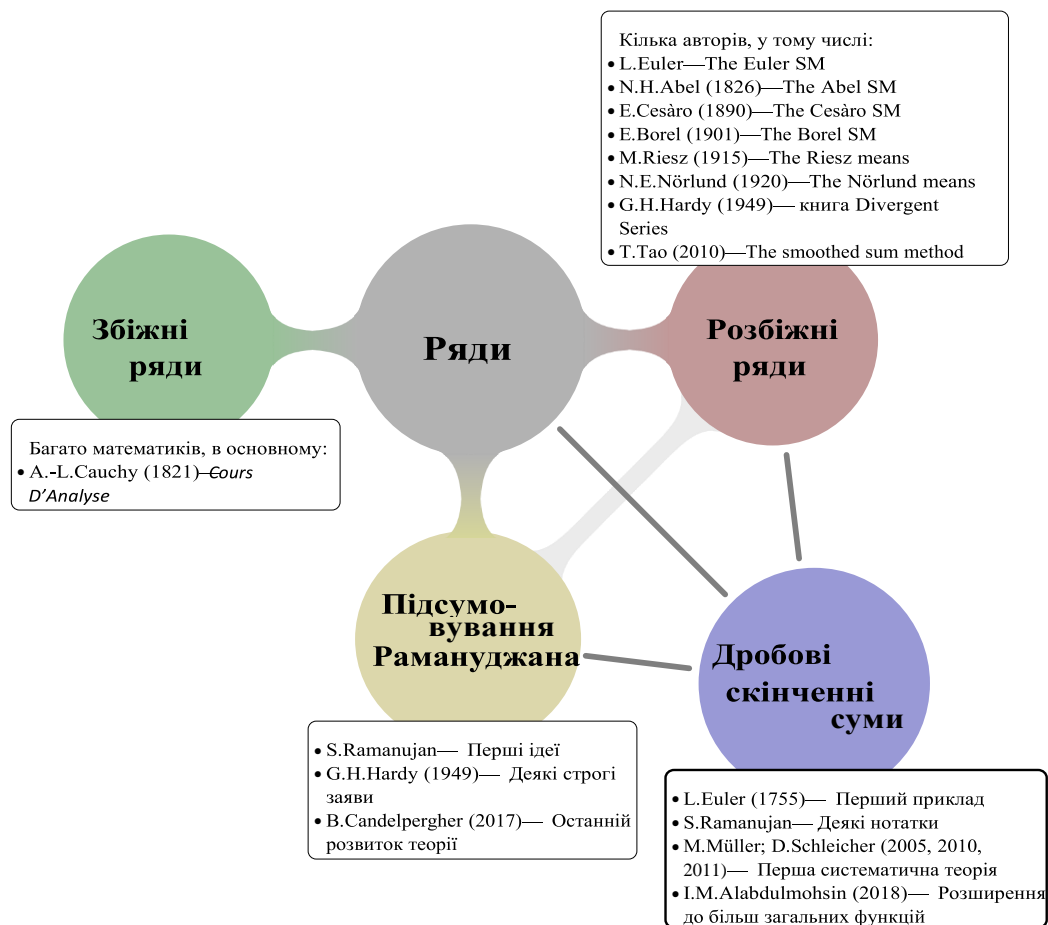 Кілька авторів, у тому числі:
• L.Euler—The Euler SM
• N.H.Abel (1826)—The Abel SM
• E.Cesàro (1890)—The Cesàro SM
• E.Borel (1901)—The Borel SM
• M.Riesz (1915)—The Riesz means
• N.E.Nörlund (1920)—The Nörlund means
• G.H.Hardy (1949)— книга Divergent
Series
• T.Tao (2010)—The smoothed sum method
Збіжні
ряди
Ряди
Розбіжні
ряди
Багато математиків, в основному:
• A.-L.Cauchy (1821)—Cours
D’Analyse
Підсумо-
вування
Рамануджана
Дробові
скінченні
суми
• S.Ramanujan— Перші ідеї
• G.H.Hardy (1949)— Деякі строгі
заяви
• B.Candelpergher (2017)— Останній
розвиток теорії
• L.Euler (1755)— Перший приклад
• S.Ramanujan— Деякі нотатки
• M.Müller; D.Schleicher (2005, 2010,
2011)— Перша систематична теорія
• I.M.Alabdulmohsin (2018)— Розширення
до більш загальних функцій